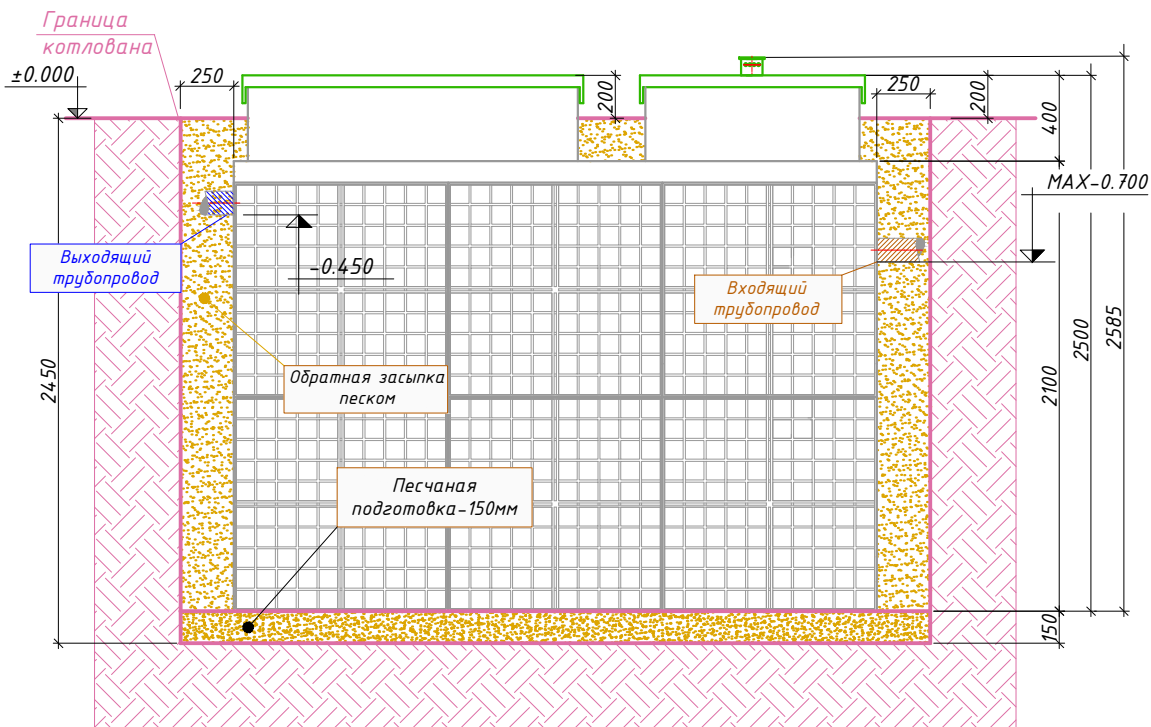 Граница
котлована
±0.000
250
200
250
200
400
MAX-0.700
Выходящий
трубопровод
-0.450
Входящий
трубопровод
2450
Обратная засыпка
песком
2100
2500
2585
Песчаная
подготовка-150мм
150